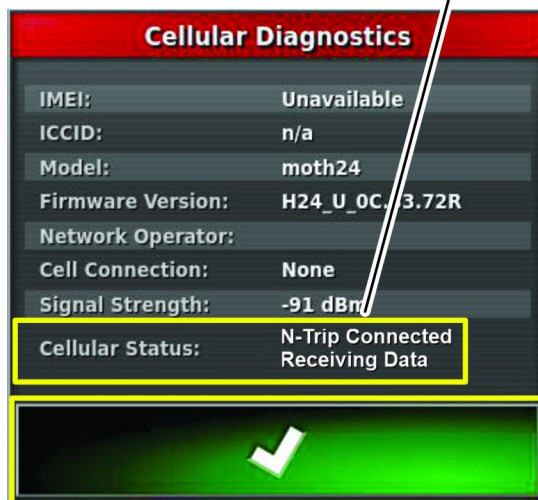 Cellular Diagnostics
IMEI: Unavailable
ICCID: n/a
Model: moth24
Firmware Version:
Network Operator:
Cell Connection: None
Signal Strength: -91 dBm
Cellular Status: N-Trip Connected
Receiving Data